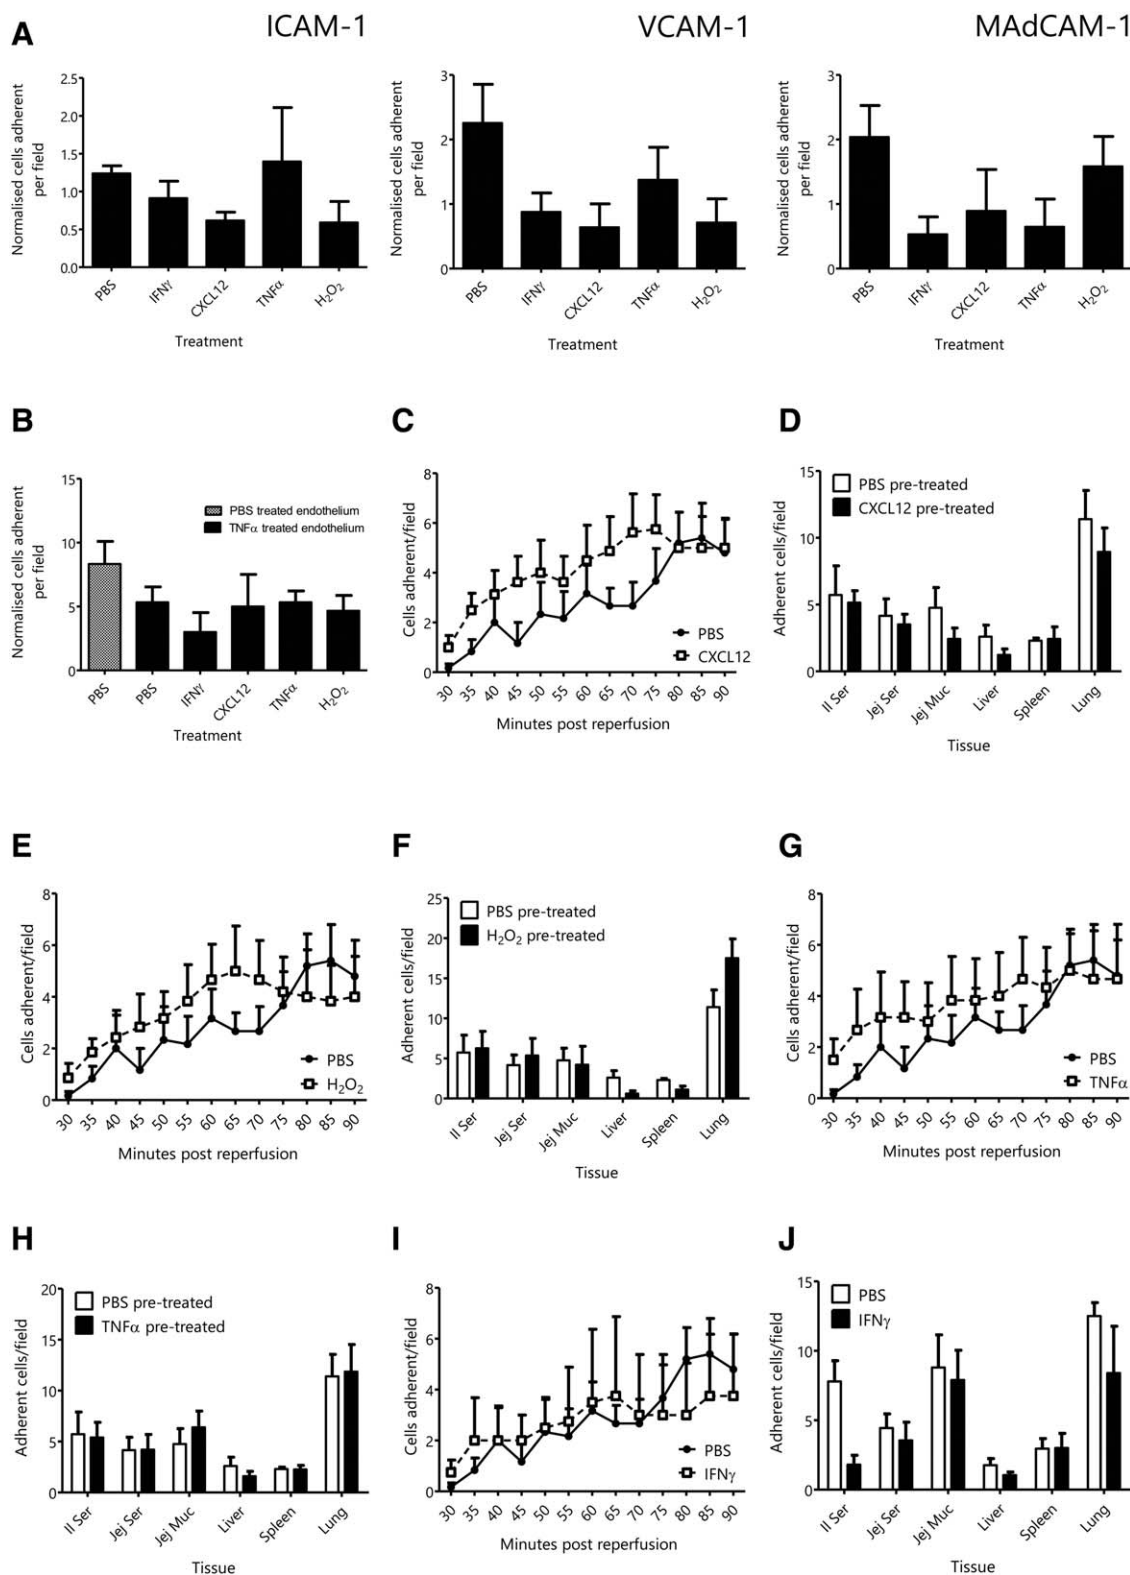 A
ICAM-1
VCAM-1
MAdCAM-1
Normalised cells adherent
per field
2.5
2.0
1.5
1.0
0.5
0.0
PBS
IFNγ
CXCL12
TNFα
H₂O₂
Treatment
Normalised cells adherent
per field
3
2
1
0
PBS
IFNγ
CXCL12
TNFα
H₂O₂
Treatment
Normalised cells adherent
per field
3
2
1
0
PBS
IFNγ
CXCL12
TNFα
H₂O₂
Treatment
B
Normalised cells adherent
per field
15
10
5
0
PBS treated endothelium
TNFα treated endothelium
PBS
PBS
IFNγ
CXCL12
TNFα
H₂O₂
Treatment
C
Cells adherent/field
8
6
4
2
0
PBS
CXCL12
30
35
40
45
50
55
60
65
70
75
80
85
90
Minutes post reperfusion
D
Adherent cells/field
15
10
5
0
PBS pre-treated
CXCL12 pre-treated
Il Ser
Jej Ser
Jej Muc
Liver
Spleen
Lung
Tissue
E
Cells adherent/field
8
6
4
2
0
PBS
H₂O₂
30
35
40
45
50
55
60
65
70
75
80
85
90
Minutes post reperfusion
F
Adherent cells/field
25
20
15
10
5
0
PBS pre-treated
H₂O₂ pre-treated
Il Ser
Jej Ser
Jej Muc
Liver
Spleen
Lung
Tissue
G
Cells adherent/field
8
6
4
2
0
PBS
TNFα
30
35
40
45
50
55
60
65
70
75
80
85
90
Minutes post reperfusion
H
Adherent cells/field
20
15
10
5
0
PBS pre-treated
TNFα pre-treated
Il Ser
Jej Ser
Jej Muc
Liver
Spleen
Lung
Tissue
I
Cells adherent/field
8
6
4
2
0
PBS
IFNγ
30
35
40
45
50
55
60
65
70
75
80
85
90
Minutes post reperfusion
J
Adherent cells/field
15
10
5
0
PBS
IFNγ
Il Ser
Jej Ser
Jej Muc
Liver
Spleen
Lung
Tissue